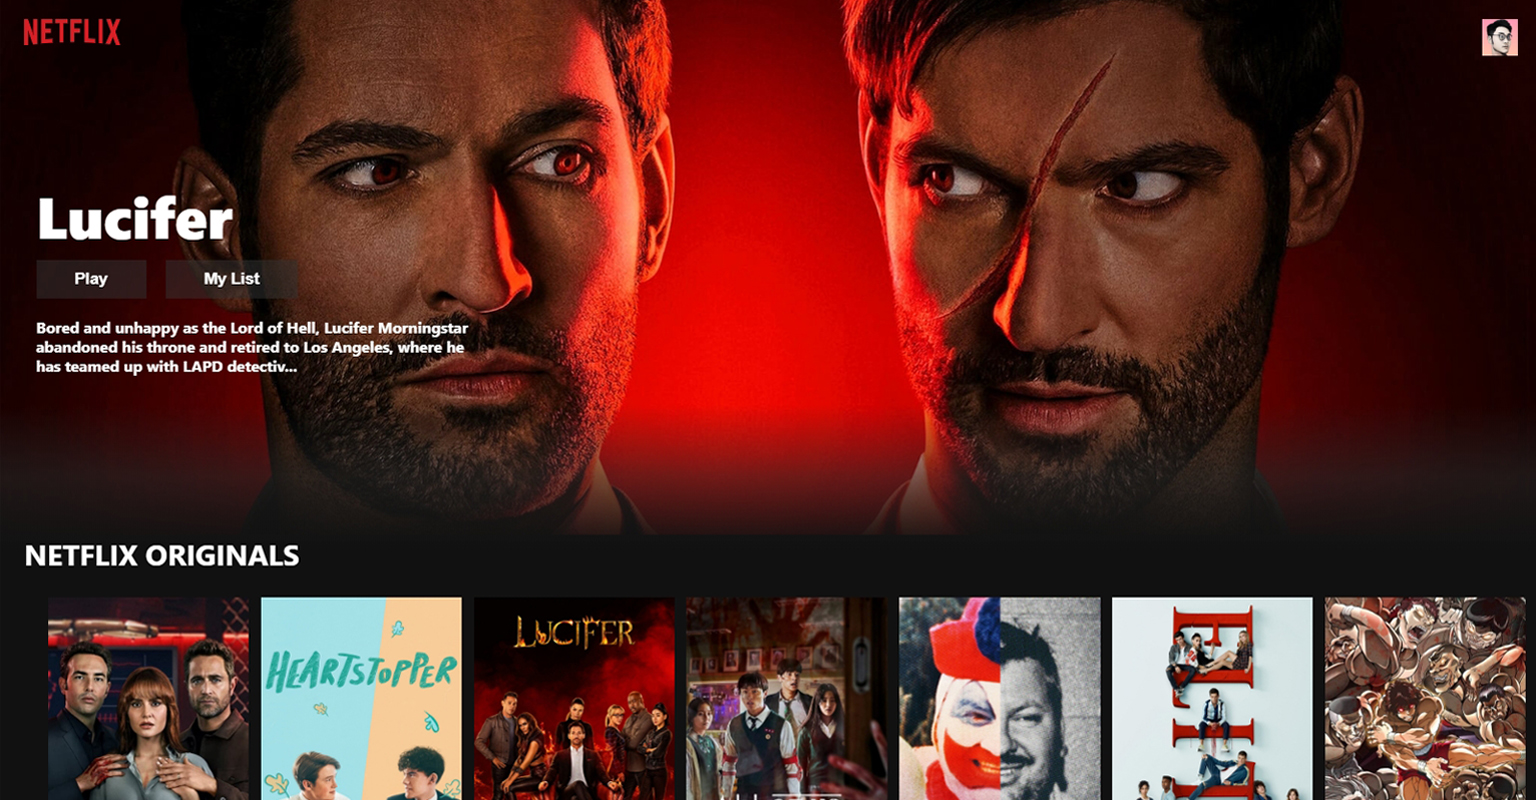 NETFLIX
Lucifer
Play
My List
Bored and unhappy as the Lord of Hell, Lucifer Morningstar
abandoned his throne and retired to Los Angeles, where he
has teamed up with LAPD detectiv...
NETFLIX ORIGINALS
HEARTSTOPPER
LUCIFER